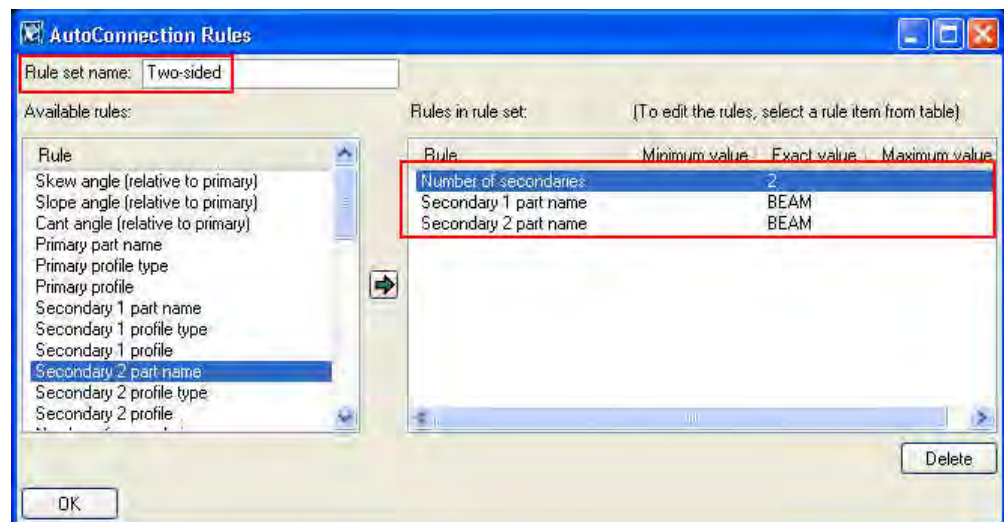 AutoConnection Rules
Rule set name: Two-sided
Available rules:
Rule
Skew angle (relative to primary)
Slope angle (relative to primary)
Cant angle (relative to primary)
Primary part name
Primary profile type
Primary profile
Secondary 1 part name
Secondary 1 profile type
Secondary 1 profile
Secondary 2 part name
Secondary 2 profile type
Secondary 2 profile
Rules in rule set: (To edit the rules, select a rule item from table)
Rule Minimum value Exact value Maximum value
Number of secondaries 2
Secondary 1 part name BEAM
Secondary 2 part name BEAM
Delete
OK